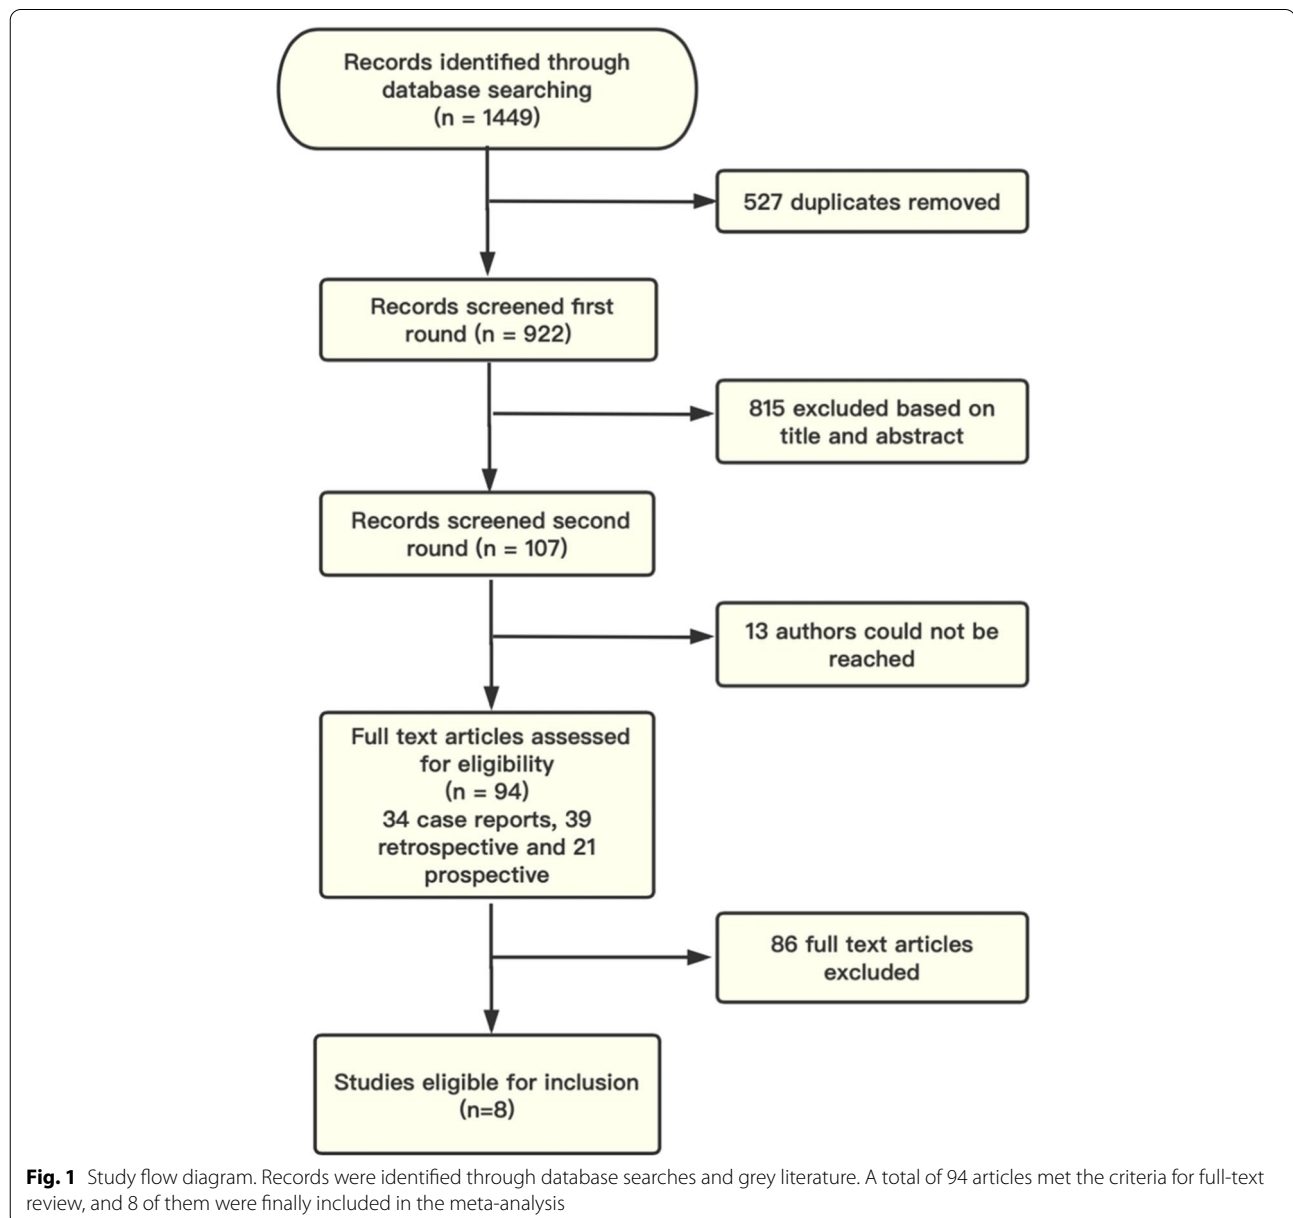 Records identified through
database searching
(n = 1449)
527 duplicates removed
Records screened first
round (n = 922)
815 excluded based on
title and abstract
Records screened second
round (n = 107)
13 authors could not be
reached
Full text articles assessed
for eligibility
(n = 94)
34 case reports, 39
retrospective and 21
prospective
86 full text articles
excluded
Studies eligible for inclusion
(n=8)
Fig. 1 Study flow diagram. Records were identified through database searches and grey literature. A total of 94 articles met the criteria for full-text
review, and 8 of them were finally included in the meta-analysis